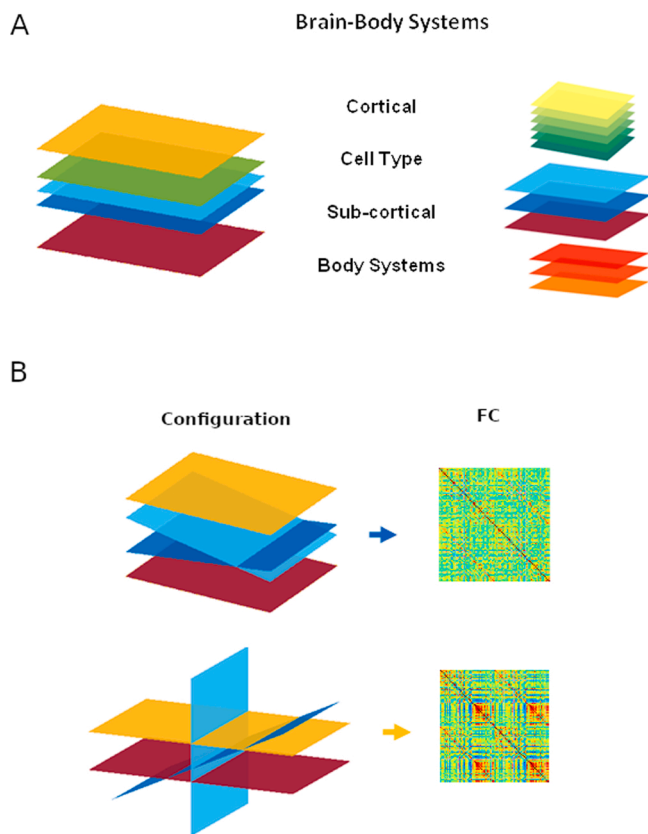 A
Brain-Body Systems
Cortical
Cell Type
Sub-cortical
Body Systems
B
Configuration
FC